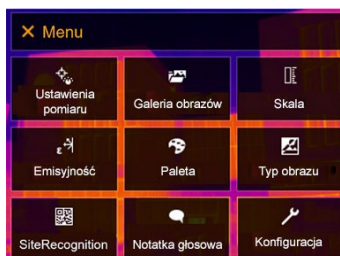 × Menu
Ustawienia
pomiaru
Galeria obrazów
Skala
ε
Emisyjność
Paleta
Typ obrazu
SiteRecognition
Notatka głosowa
Konfiguracja